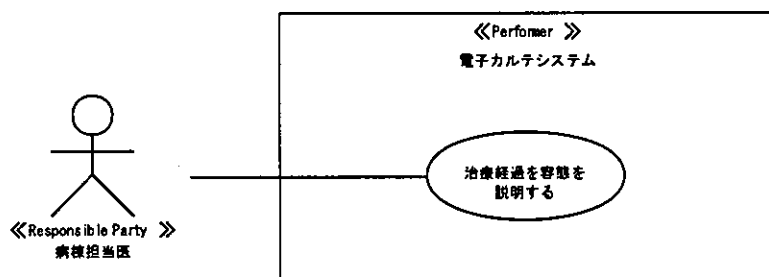 ≪Performer ≫
電子カルテシステム
治療経過を容態を
説明する
≪Responsible Party ≫
病棟担当医